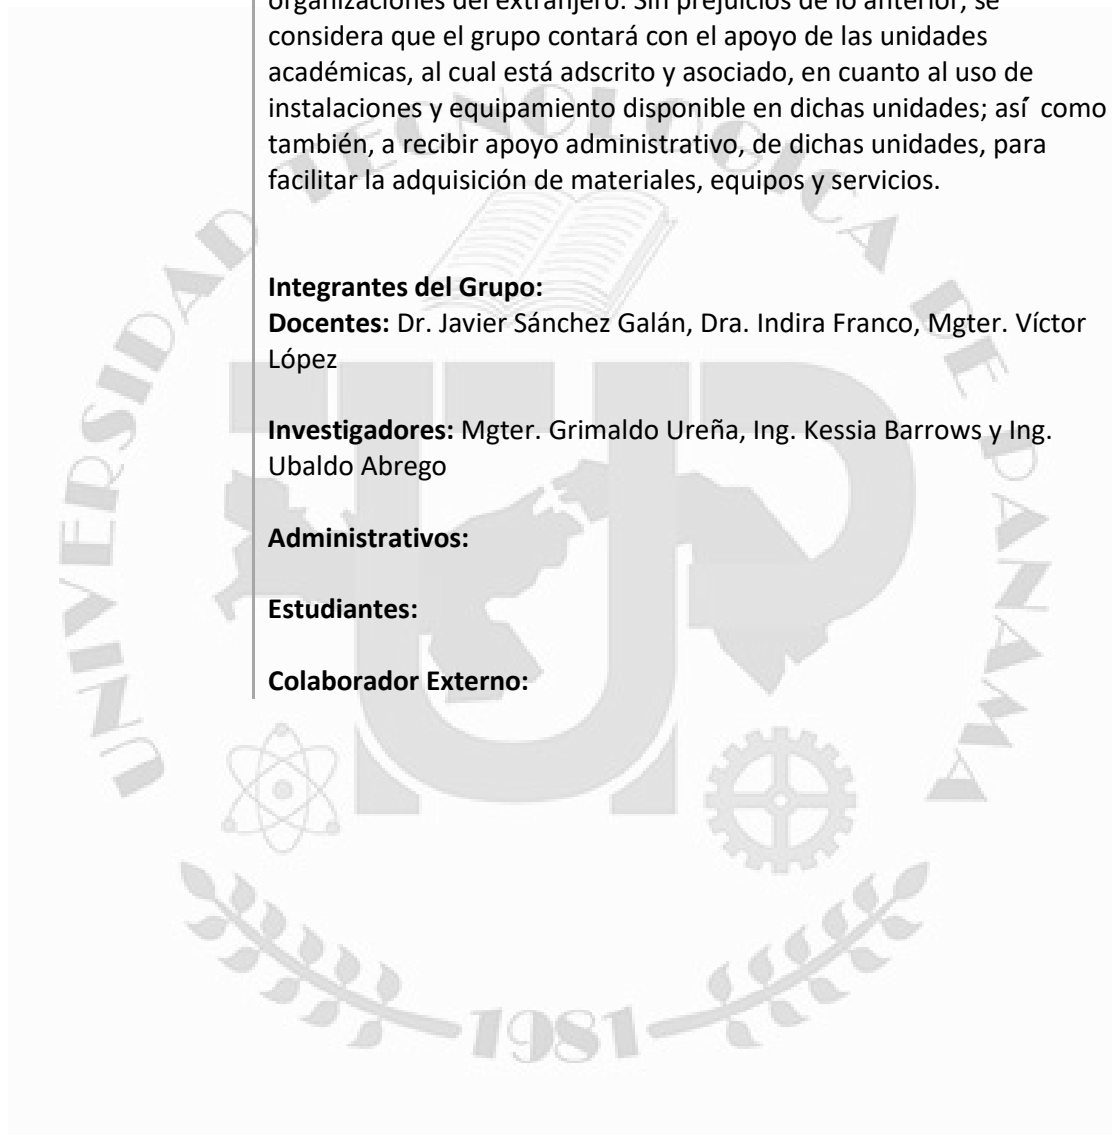 organizaciones del extranjero. Sin prejuicios de lo anterior, se
considera que el grupo contará con el apoyo de las unidades
académicas, al cual está adscrito y asociado, en cuanto al uso de
instalaciones y equipamiento disponible en dichas unidades; así como
también, a recibir apoyo administrativo, de dichas unidades, para
facilitar la adquisición de materiales, equipos y servicios.
Integrantes del Grupo:
Docentes: Dr. Javier Sánchez Galán, Dra. Indira Franco, Mgter. Víctor
López
Investigadores: Mgter. Grimaldo Ureña, Ing. Kessia Barrows y Ing.
Ubaldo Abrego
Administrativos:
Estudiantes:
Colaborador Externo:
UNIVERSIDAD TECNOLOGICA DE PANAMA
UTP
1981